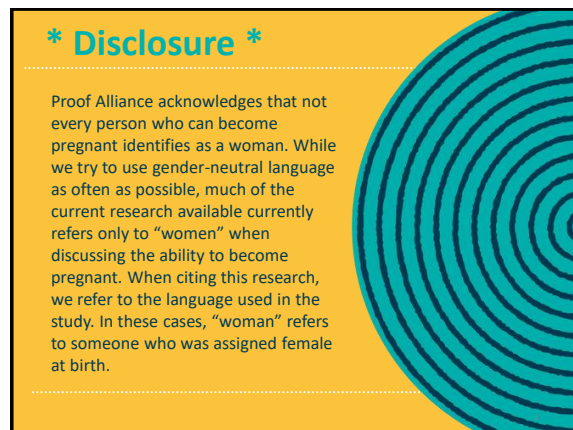 * Disclosure *
Proof Alliance acknowledges that not
every person who can become
pregnant identifies as a woman. While
we try to use gender-neutral language
as often as possible, much of the
current research available currently
refers only to “women” when
discussing the ability to become
pregnant. When citing this research,
we refer to the language used in the
study. In these cases, “woman” refers
to someone who was assigned female
at birth.